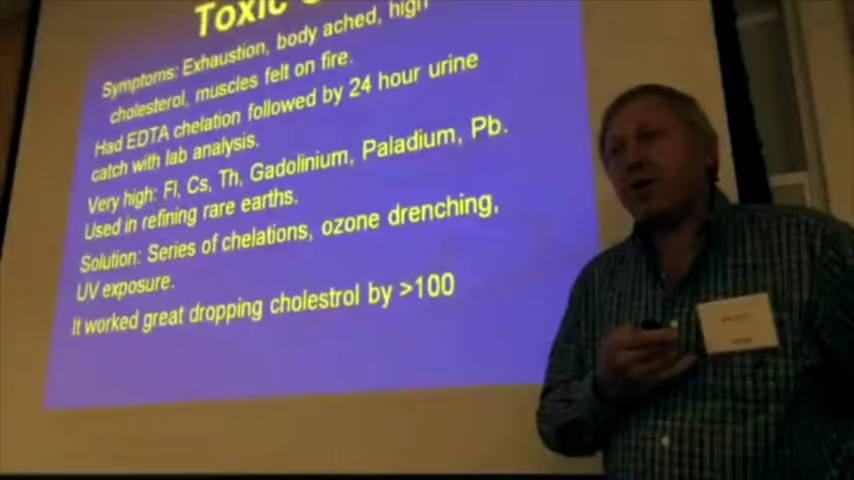 Toxic
Symptoms: Exhaustion, body ached, high
cholesterol, muscles felt on fire.
Had EDTA chelation followed by 24 hour urine
catch with lab analysis.
Very high: Fl, Cs, Th, Gadolinium, Paladium, Pb.
Used in refining rare earths.
Solution: Series of chelations, ozone drenching,
UV exposure.
It worked great dropping cholestrol by >100